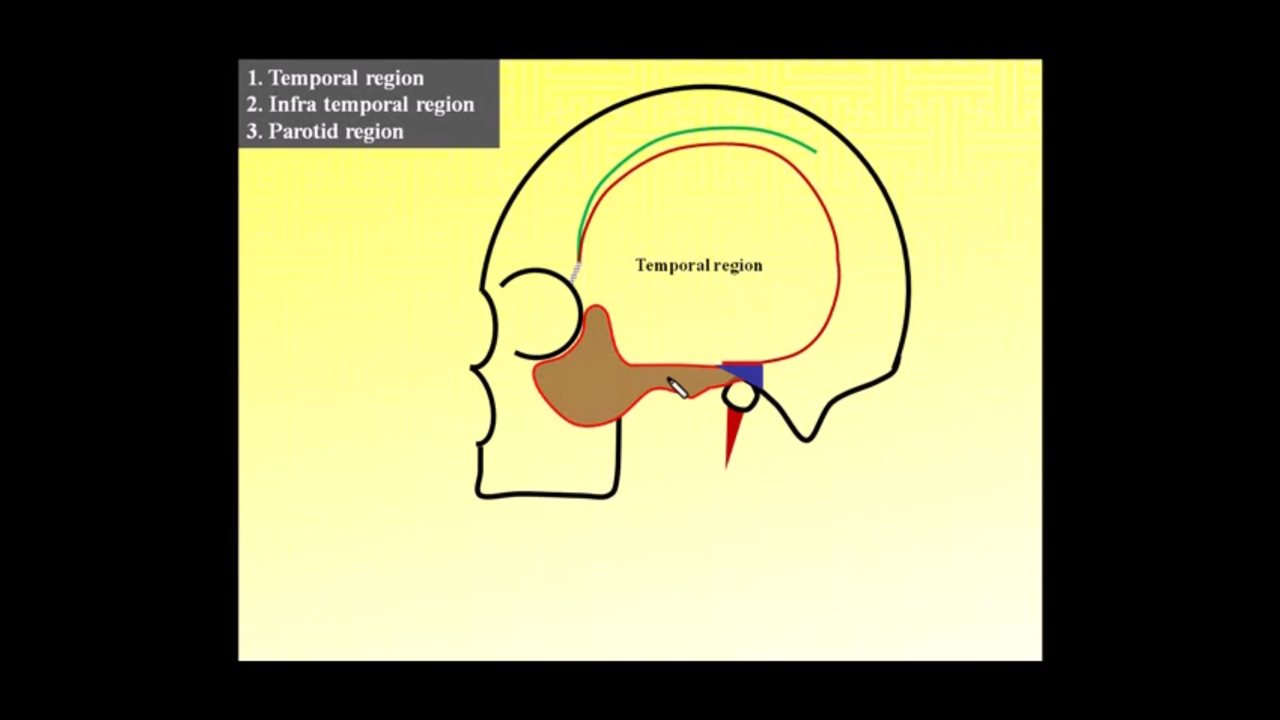 1. Temporal region
2. Infra temporal region
3. Parotid region
Temporal region